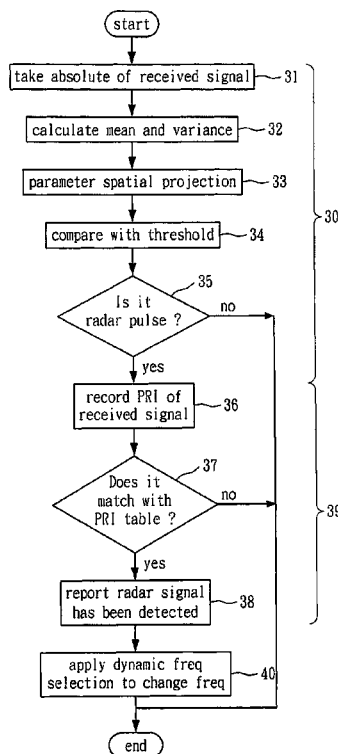 start
take absolute of received signal
31
calculate mean and variance
32
parameter spatial projection
33
compare with threshold
34
30
35
Is it
radar pulse ?
no
yes
record PRI of
received signal
36
37
Does it
match with
PRI table ?
no
39
yes
report radar signal
has been detected
38
apply dynamic freq
selection to change freq
40
end